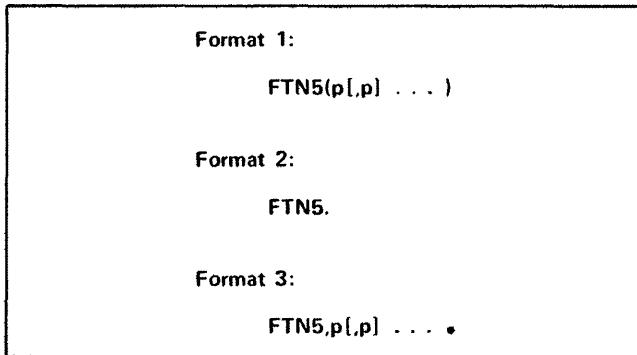 Format 1:
FTN5(p[,p] . . . )
Format 2:
FTN5.
Format 3:
FTN5,p[,p] . . . .